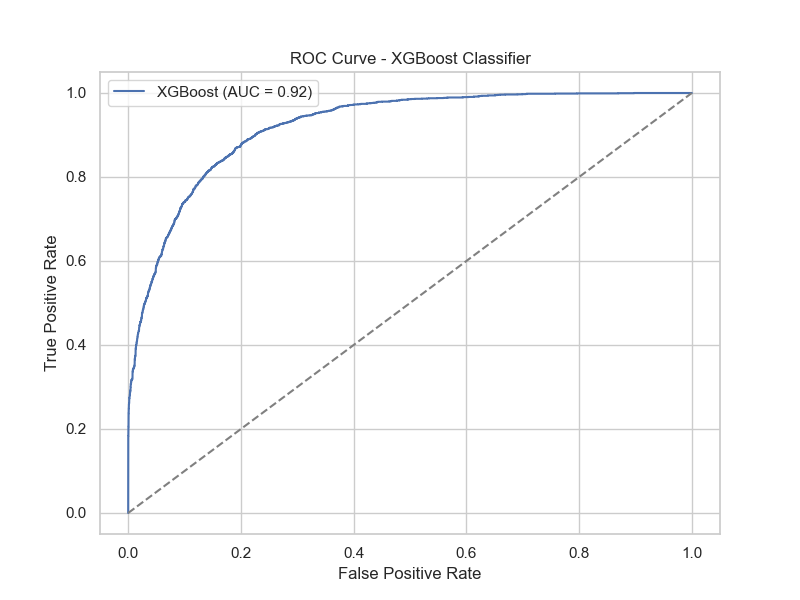 ROC Curve - XGBoost Classifier
XGBoost (AUC = 0.92)
True Positive Rate
1.0
0.8
0.6
0.4
0.2
0.0
0.0 0.2 0.4 0.6 0.8 1.0
False Positive Rate